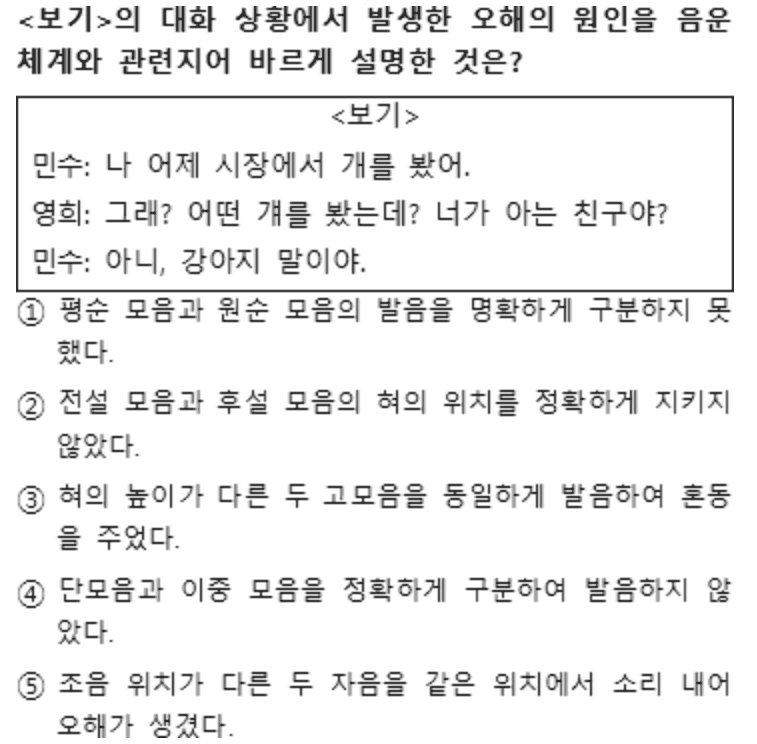 <보기>의 대화 상황에서 발생한 오해의 원인을 음운
체계와 관련지어 바르게 설명한 것은?
<보기>
민수: 나 어제 시장에서 개를 봤어.
영희: 그래? 어떤 걔를 봤는데? 너가 아는 친구야?
민수: 아니, 강아지 말이야.
① 평순 모음과 원순 모음의 발음을 명확하게 구분하지 못
했다.
② 전설 모음과 후설 모음의 혀의 위치를 정확하게 지키지
않았다.
③ 혀의 높이가 다른 두 고모음을 동일하게 발음하여 혼동
을 주었다.
④ 단모음과 이중 모음을 정확하게 구분하여 발음하지 않
았다.
⑤ 조음 위치가 다른 두 자음을 같은 위치에서 소리 내어
오해가 생겼다.